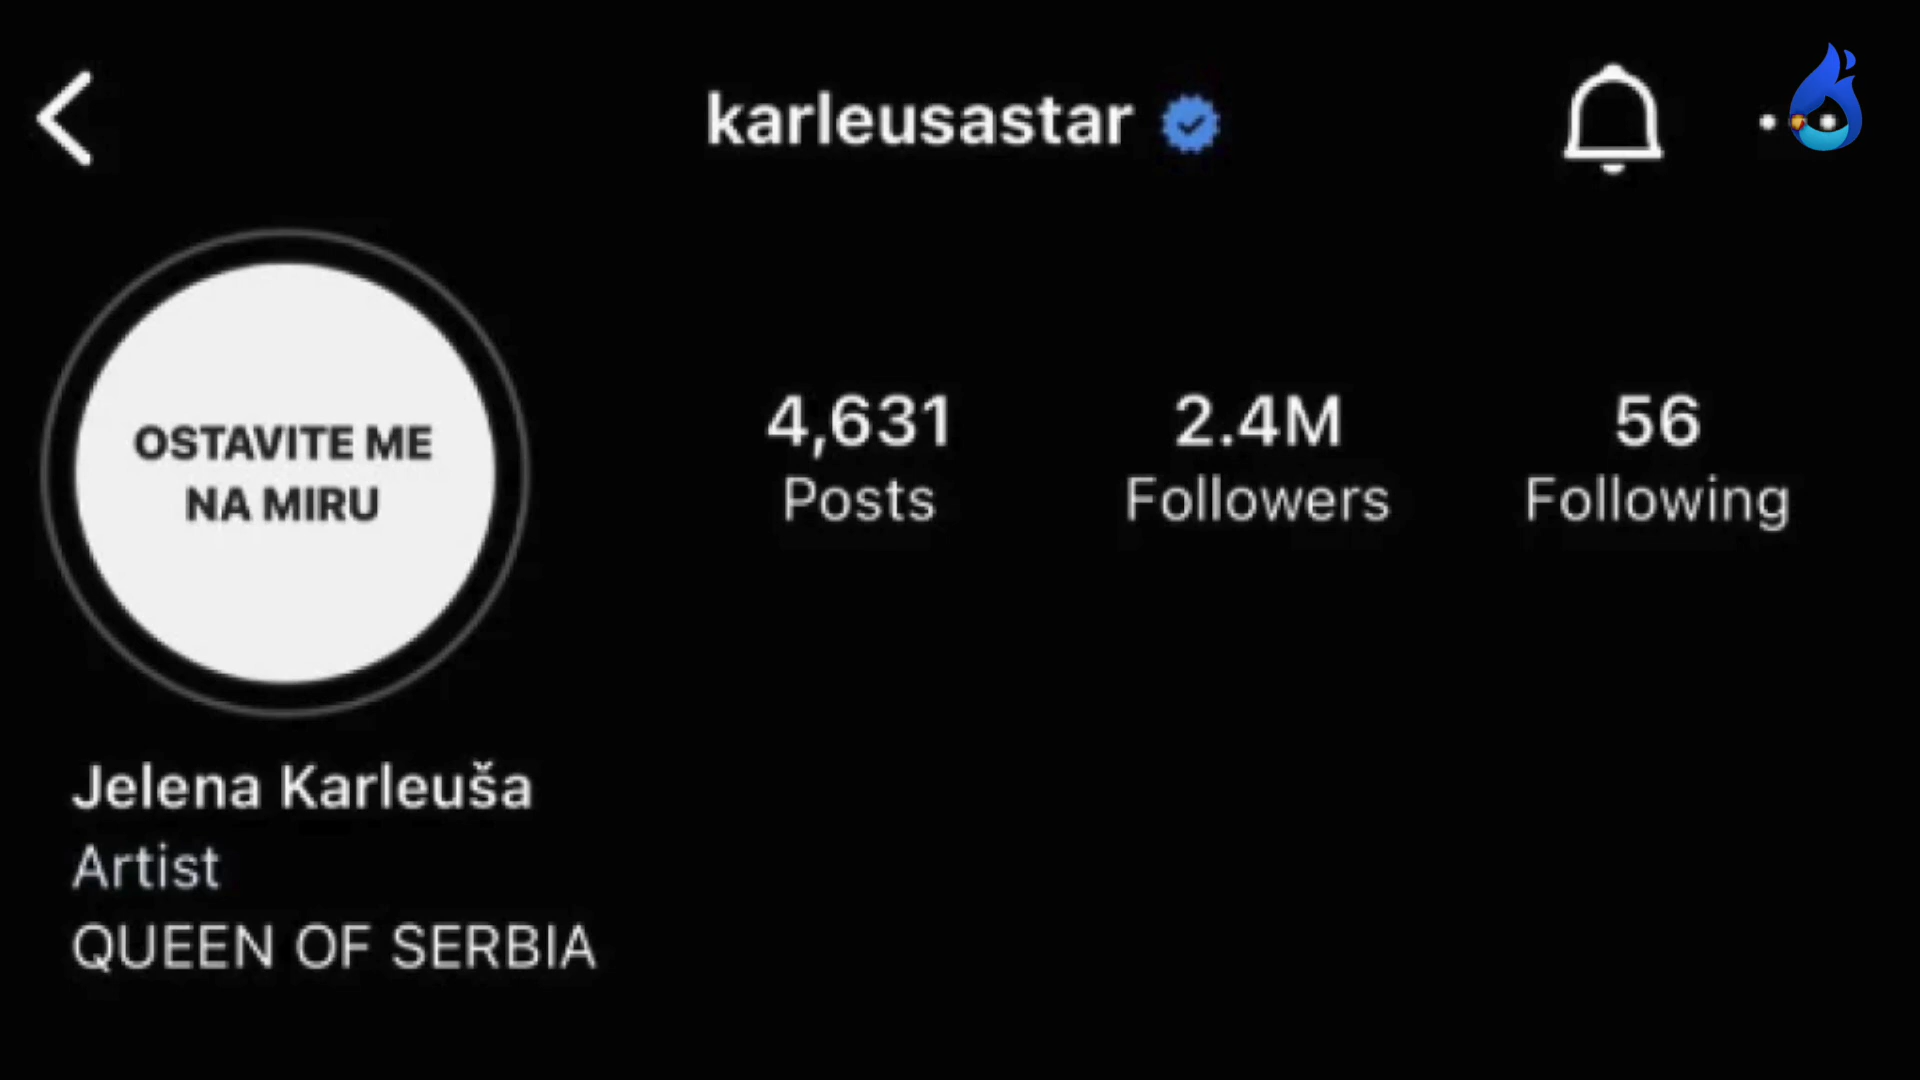 karleusastar
OSTAVITE ME
NA MIRU
4,631
Posts
2.4M
Followers
56
Following
Jelena Karleuša
Artist
QUEEN OF SERBIA